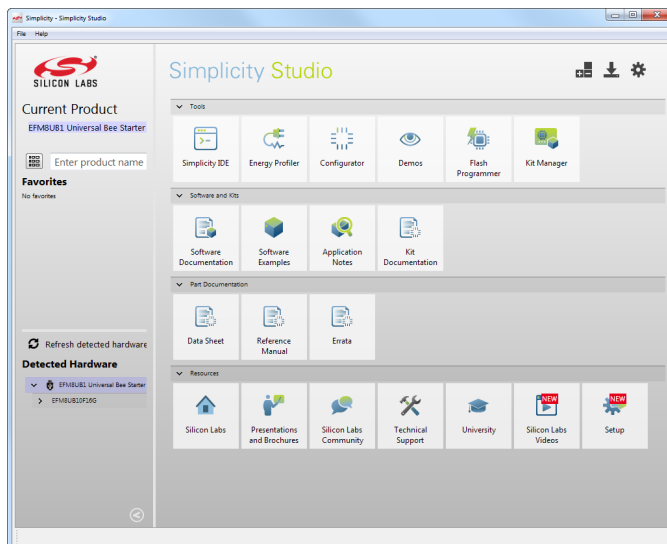 Simplicity - Simplicity Studio
File Help
SILICON LABS
Current Product
EFM8UB1 Universal Bee Starter
Enter product name
Favorites
No favorites
Refresh detected hardware
Detected Hardware
EFM8UB1 Universal Bee Starter
EFM8UB10F16G
Simplicity Studio
Tools
Simplicity IDE
Energy Profiler
Configurator
Demos
Flash
Programmer
Kit Manager
Software and Kits
Software
Documentation
Software
Examples
Application
Notes
Kit
Documentation
Part Documentation
Data Sheet
Reference
Manual
Errata
Resources
Silicon Labs
Presentations
and Brochures
Silicon Labs
Community
Technical
Support
University
NEW
Silicon Labs
Videos
NEW
Setup